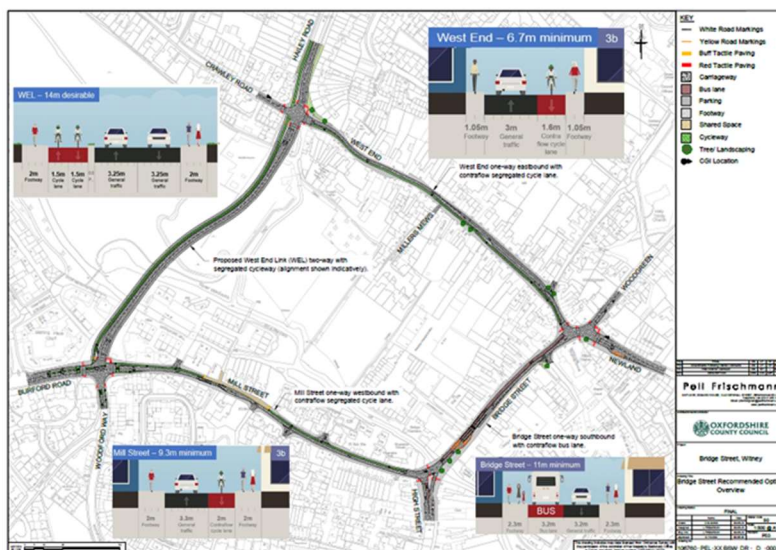 HAILEY ROAD
CRAWLEY ROAD
WEL – 14m desirable
2m
Footway
1.5m
Cycle
lane
1.5m
Cycle
lane
3.25m
General
traffic
3.25m
General
traffic
2m
Footway
West End – 6.7m minimum
3b
1.05m
Footway
3m
General
traffic
1.6m
Contra
flow cycle
lane
1.05m
Footway
WEST END
West End one-way eastbound with
contraflow segregated cycle lane.
MILLERS MEWS
Proposed West End Link (WEL) two-way with
segregated cycleway (alignment shown indicatively).
WOODGREEN
NEWLAND
BURFORD ROAD
WOODFORD WAY
MILL STREET
Mill Street one-way westbound with
contraflow segregated cycle lane.
BRIDGE STREET
Bridge Street one-way southbound
with contraflow bus lane.
HIGH STREET
Mill Street – 9.3m minimum
3b
2m
Footway
3.3m
General
traffic
2m
Contraflow
cycle
lane
2m
Footway
Bridge Street – 11m minimum
BUS
2.3m
Footway
3.2m
Bus
lane
3.2m
General
traffic
2.3m
Footway
KEY
White Road Markings
Yellow Road Markings
Buff Tactile Paving
Red Tactile Paving
Carriageway
Bus lane
Parking
Footway
Shared Space
Cycleway
Tree/ Landscaping
CGI Location
Pell Frischmann
OXFORDSHIRE
COUNTY COUNCIL
Bridge Street, Witney
Bridge Street Recommended Opti
Overview
FINAL